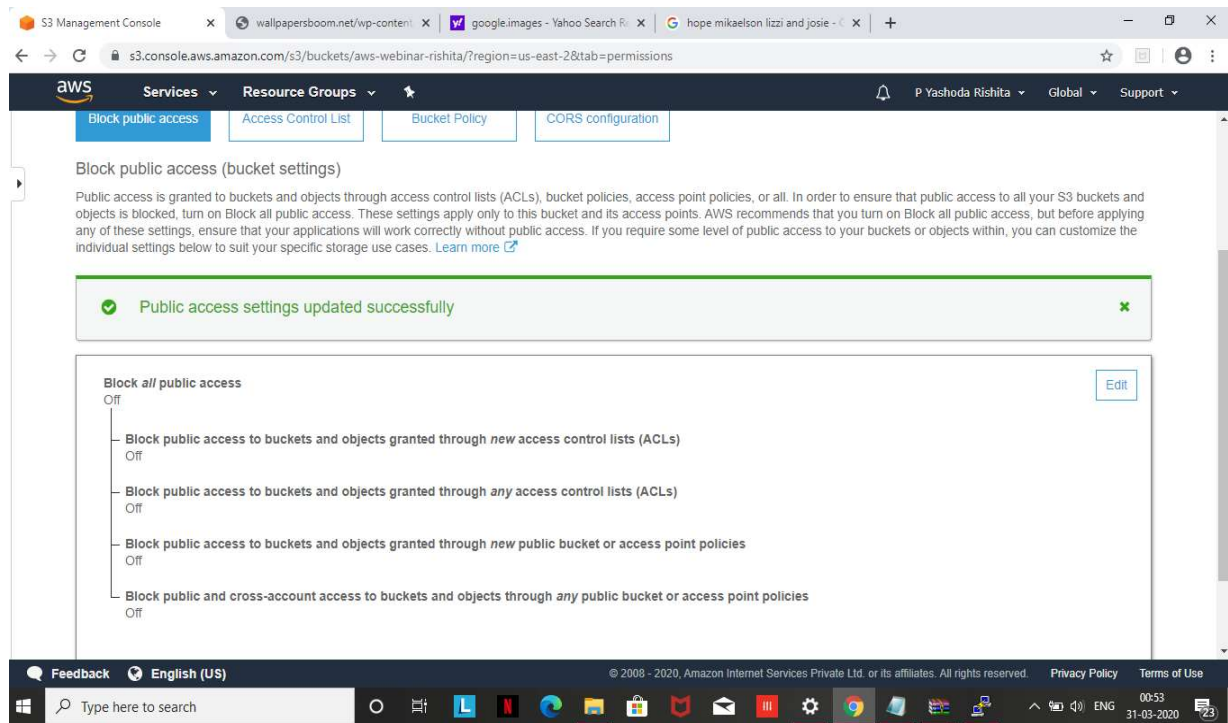 S3 Management Console
wallpapersboom.net/wp-content
google.images - Yahoo Search R
hope mikaelson lizzi and josie -
s3.console.aws.amazon.com/s3/buckets/aws-webinar-rishita/?region=us-east-2&tab=permissions
aws Services Resource Groups P Yashoda Rishita Global Support
Block public access Access Control List Bucket Policy CORS configuration
Block public access (bucket settings)
Public access is granted to buckets and objects through access control lists (ACLs), bucket policies, access point policies, or all. In order to ensure that public access to all your S3 buckets and
objects is blocked, turn on Block all public access. These settings apply only to this bucket and its access points. AWS recommends that you turn on Block all public access, but before applying
any of these settings, ensure that your applications will work correctly without public access. If you require some level of public access to your buckets or objects within, you can customize the
individual settings below to suit your specific storage use cases. Learn more
Public access settings updated successfully
Block all public access
Edit
Off
Block public access to buckets and objects granted through new access control lists (ACLs)
Off
Block public access to buckets and objects granted through any access control lists (ACLs)
Off
Block public access to buckets and objects granted through new public bucket or access point policies
Off
Block public and cross-account access to buckets and objects through any public bucket or access point policies
Off
Feedback English (US) © 2008 - 2020, Amazon Internet Services Private Ltd. or its affiliates. All rights reserved. Privacy Policy Terms of Use
Type here to search
L N
ENG
00:53
31-03-2020
23